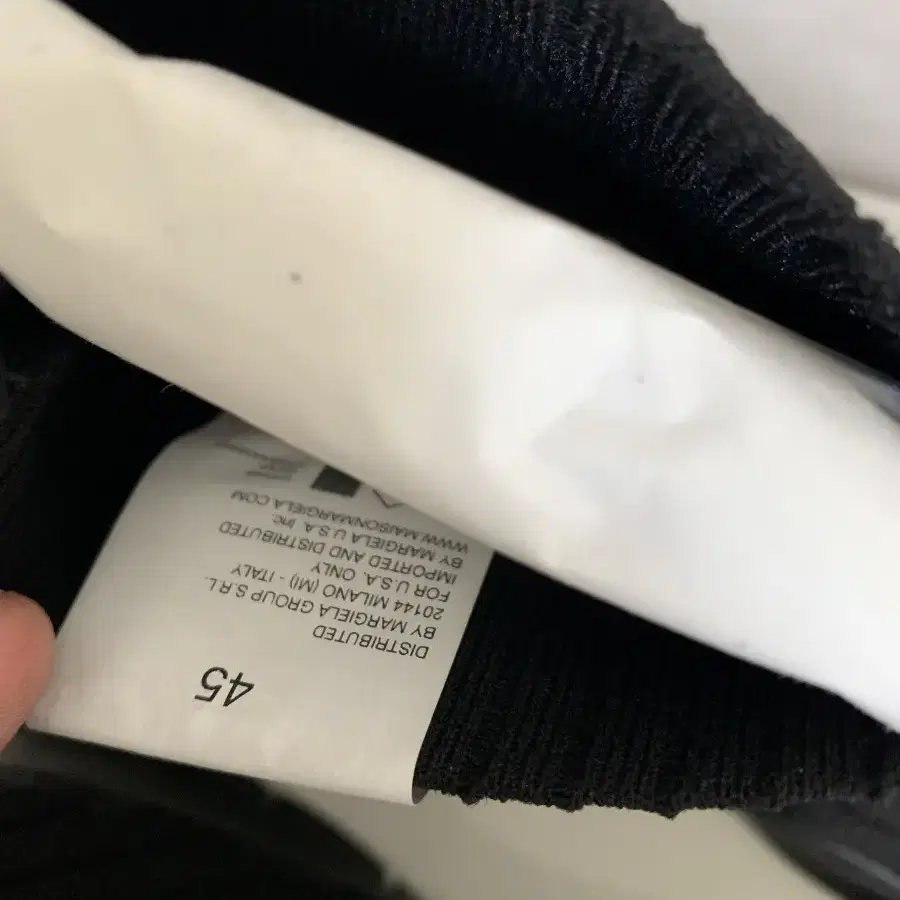 45
DISTRIBUTED
BY MARGIELA GROUP S.R.L.
20144 MILANO (MI) - ITALY
FOR U.S.A. ONLY
IMPORTED AND DISTRIBUTED
BY MARGIELA U.S.A. Inc.
WWW.MAISONMARGIELA.COM